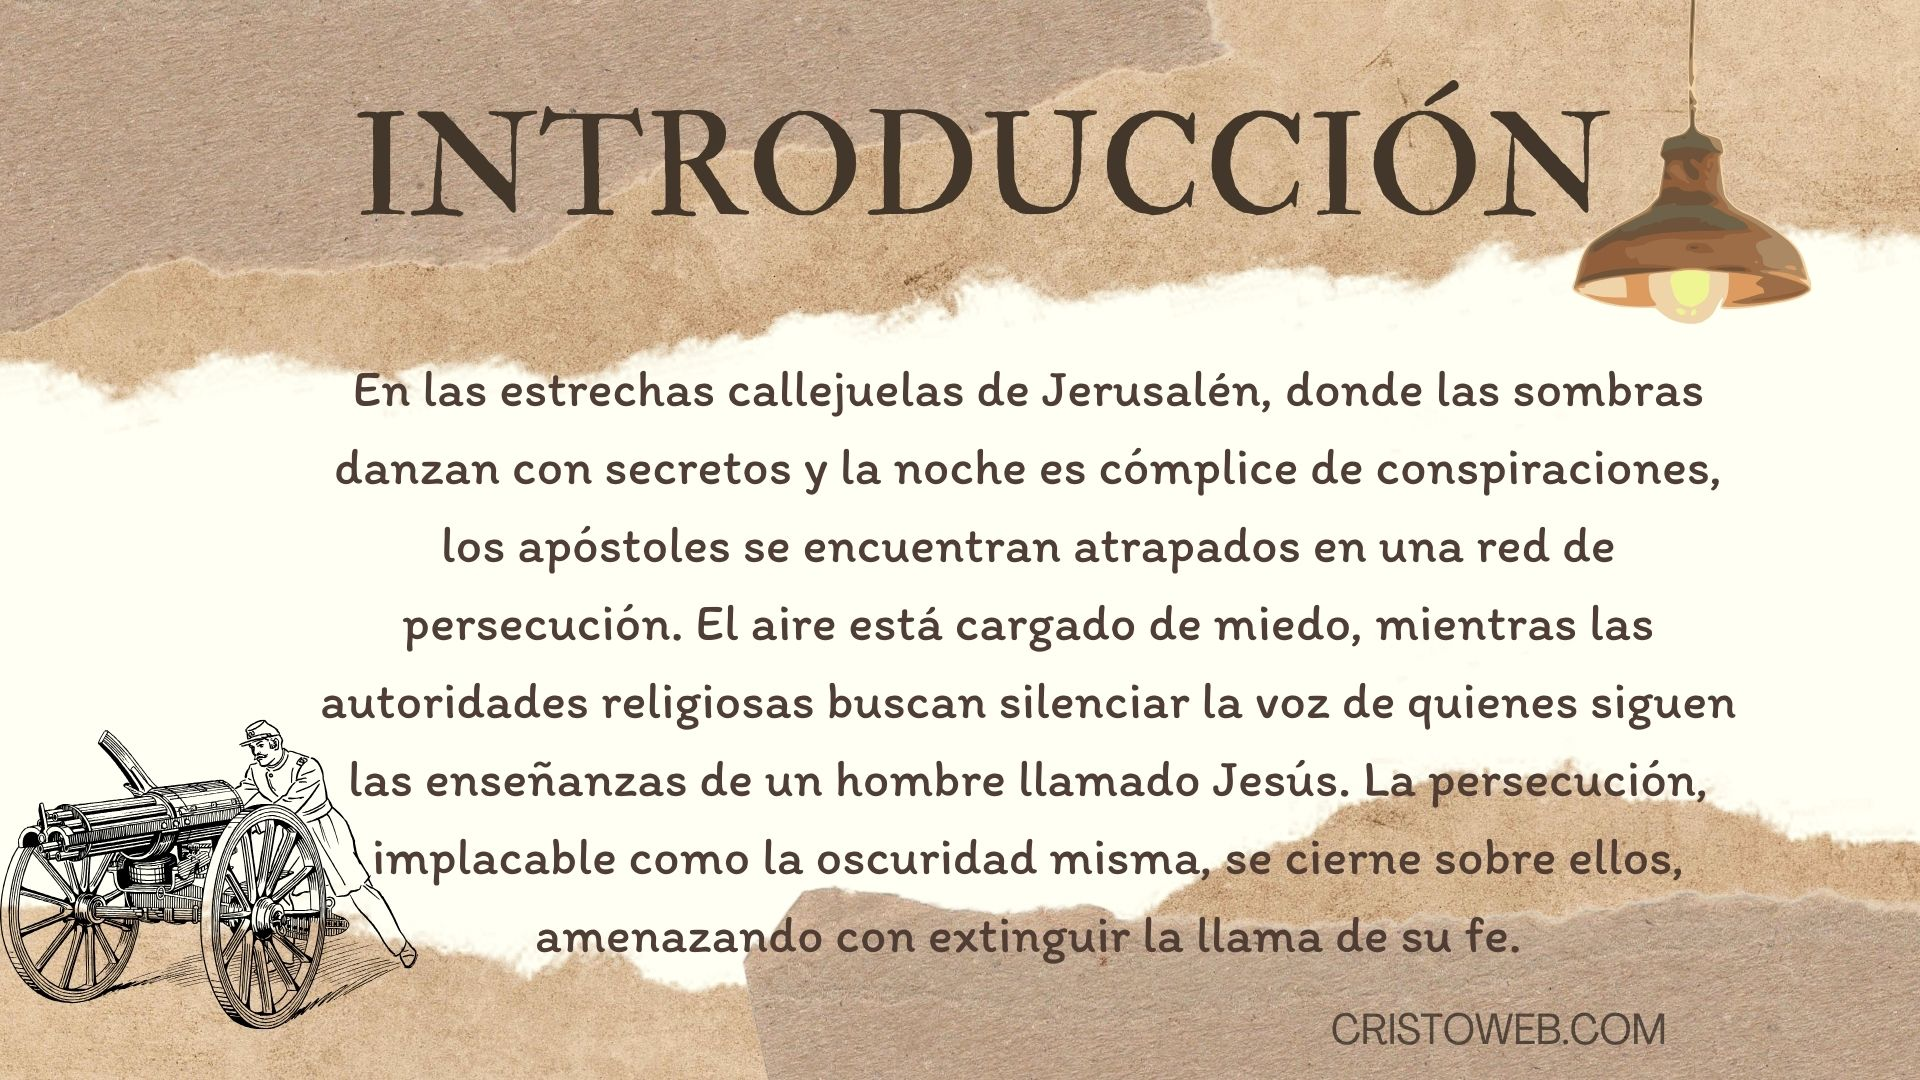 INTRODUCCIÓN
En las estrechas callejuelas de Jerusalén, donde las sombras
danzan con secretos y la noche es cómplice de conspiraciones,
los apóstoles se encuentran atrapados en una red de
persecución. El aire está cargado de miedo, mientras las
autoridades religiosas buscan silenciar la voz de quienes siguen
las enseñanzas de un hombre llamado Jesús. La persecución,
implacable como la oscuridad misma, se cierne sobre ellos,
amenazando con extinguir la llama de su fe.
CRISTOWEB.COM